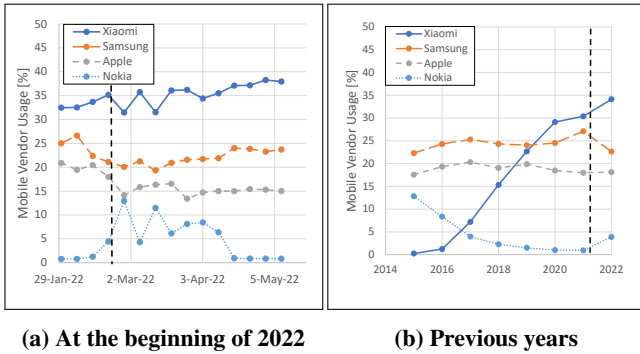 50
45
40
35
30
25
20
15
10
5
0
Mobile Vendor Usage [%]
Xiaomi
Samsung
Apple
Nokia
29-Jan-22 2-Mar-22 3-Apr-22 5-May-22
(a) At the beginning of 2022
50
45
40
35
30
25
20
15
10
5
0
Mobile Vendor Usage [%]
Xiaomi
Samsung
Apple
Nokia
2014 2016 2018 2020 2022
(b) Previous years